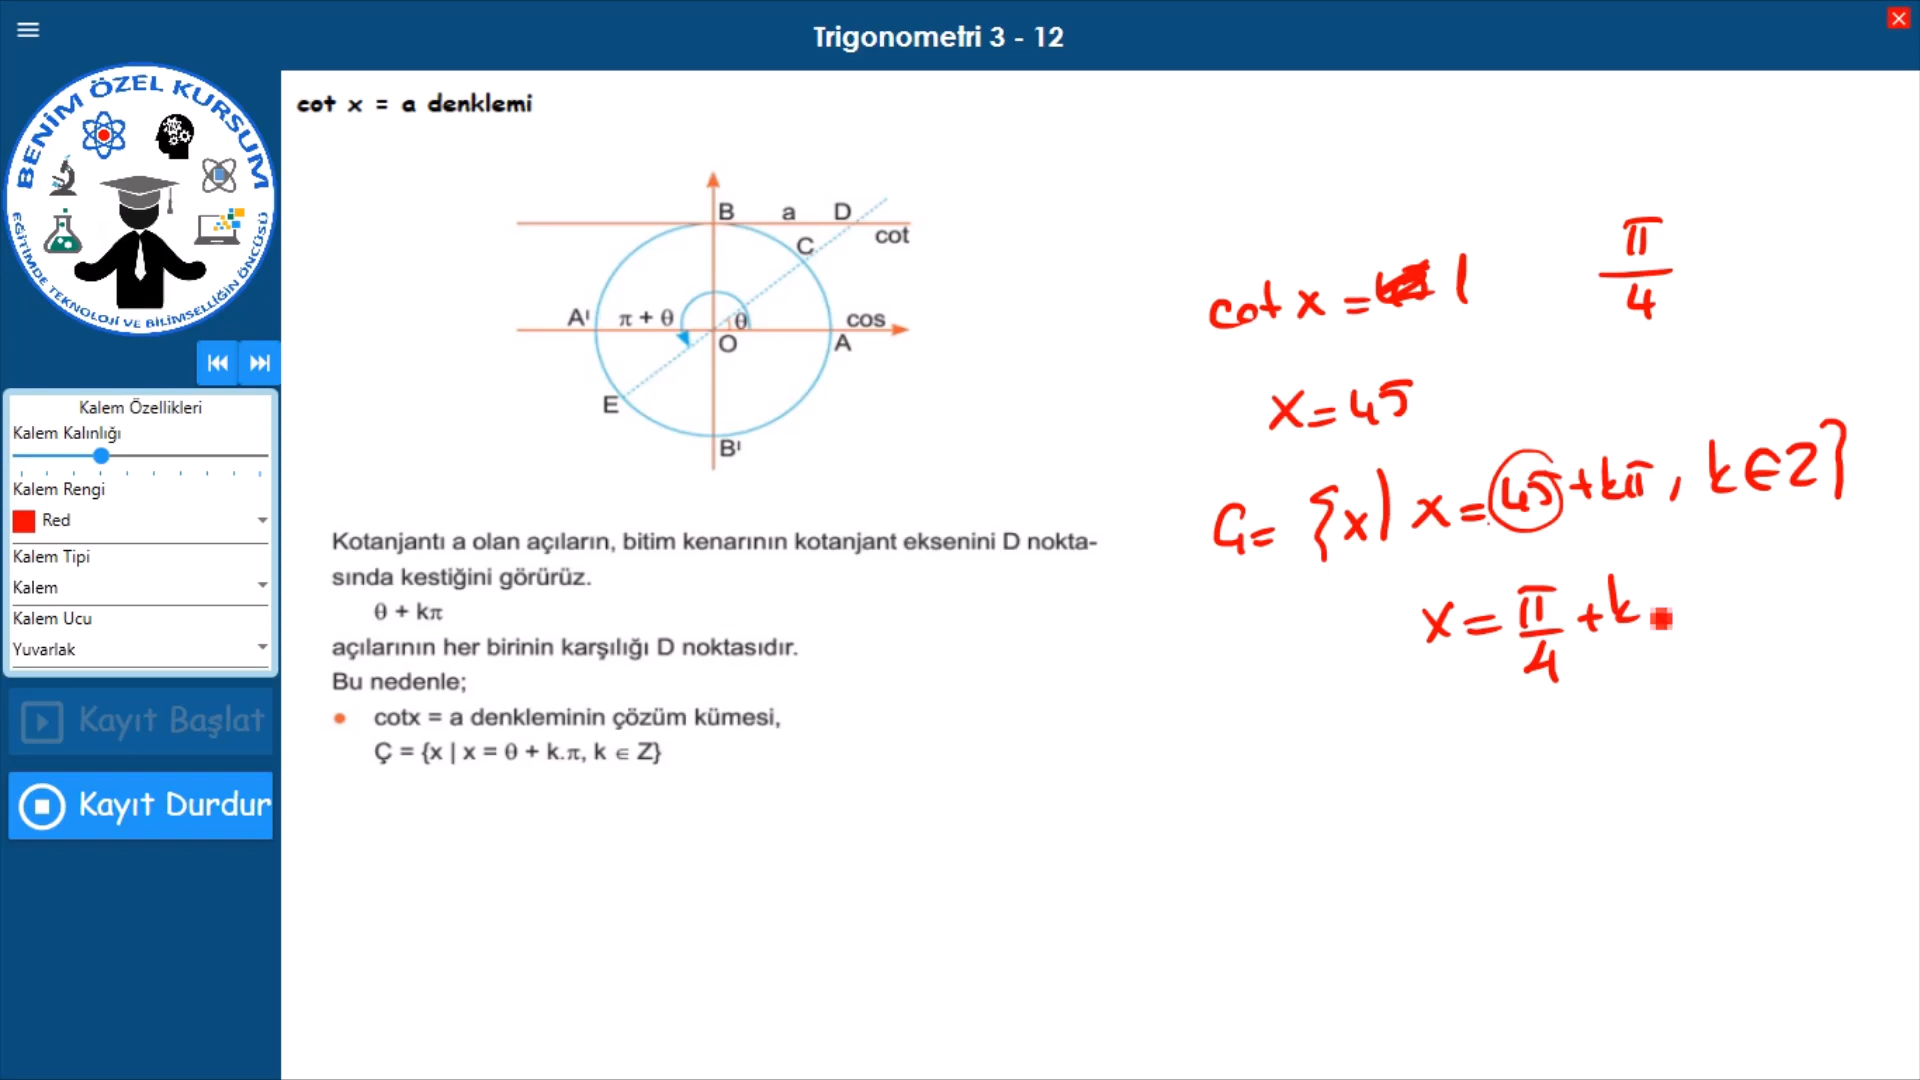 Trigonometri 3 - 12
BENİM ÖZEL KURSUM
EĞİTİMDE TEKNOLOJİ VE BİLİMSELLİĞİN ÖNCÜSÜ
Kalem Özellikleri
Kalem Kalınlığı
Kalem Rengi
Red
Kalem Tipi
Kalem
Kalem Ucu
Yuvarlak
Kayıt Başlat
Kayıt Durdur
cot x = a denklemi
B a D
cot
C
A' π + θ θ cos
O A
E
B'
Kotanjantı a olan açıların, bitim kenarının kotanjant eksenini D nokta-
sında kestiğini görürüz.
θ + kπ
açılarının her birinin karşılığı D noktasıdır.
Bu nedenle;
• cotx = a denkleminin çözüm kümesi,
Ç = {x | x = θ + k.π, k ∈ Z}
cot x = 1
π/4
x = 45
Ç = {x | x = 45 + kπ, k ∈ Z}
x = π/4 + k